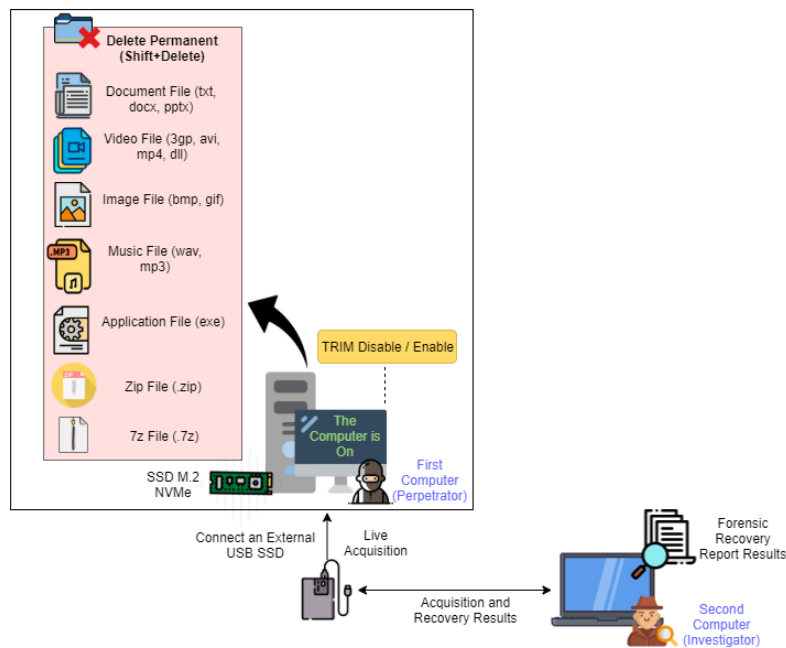 Delete Permanent
(Shift+Delete)
Document File (txt,
docx, pptx)
Video File (3gp, avi,
mp4, dll)
Image File (bmp, gif)
.MP3
Music File (wav,
mp3)
Application File (exe)
ZIP
Zip File (.zip)
7z File (.7z)
TRIM Disable / Enable
The
Computer is
On
SSD M.2
NVMe
First
Computer
(Perpetrator)
Connect an External
USB SSD
Live
Acquisition
Acquisition and
Recovery Results
Forensic
Recovery
Report Results
Second
Computer
(Investigator)